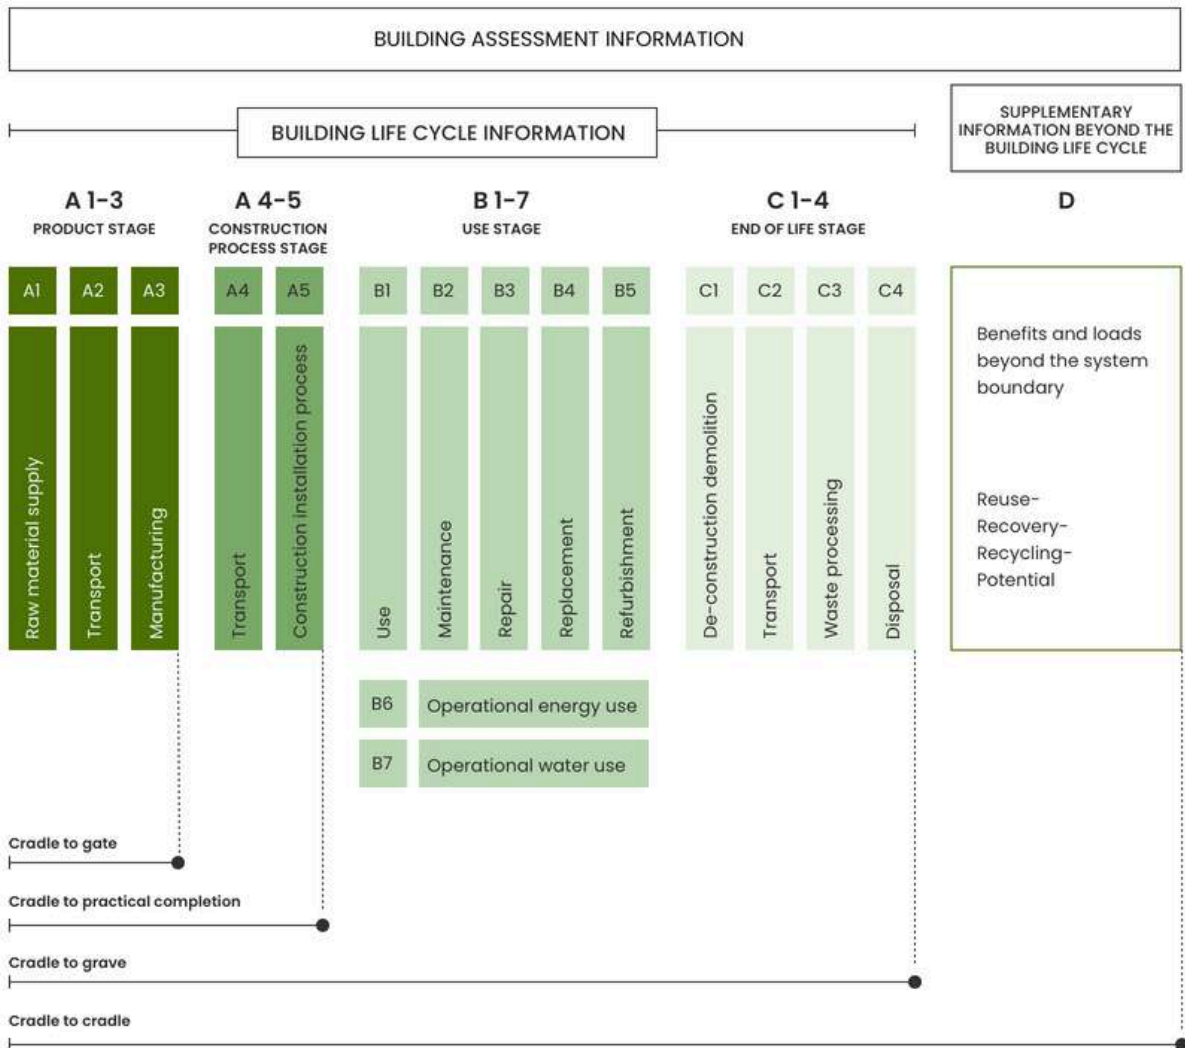 BUILDING ASSESSMENT INFORMATION
BUILDING LIFE CYCLE INFORMATION
SUPPLEMENTARY
INFORMATION BEYOND THE
BUILDING LIFE CYCLE
A 1-3
PRODUCT STAGE
A 4-5
CONSTRUCTION
PROCESS STAGE
B 1-7
USE STAGE
C 1-4
END OF LIFE STAGE
D
A1
A2
A3
A4
A5
B1
B2
B3
B4
B5
C1
C2
C3
C4
Raw material supply
Transport
Manufacturing
Transport
Construction installation process
Use
Maintenance
Repair
Replacement
Refurbishment
De-construction demolition
Transport
Waste processing
Disposal
Benefits and loads
beyond the system
boundary
Reuse-
Recovery-
Recycling-
Potential
B6
Operational energy use
B7
Operational water use
Cradle to gate
Cradle to practical completion
Cradle to grave
Cradle to cradle